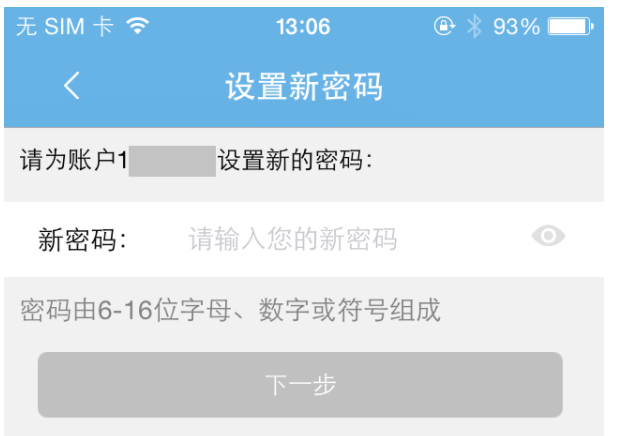 无 SIM 卡 13:06 93%
设置新密码
请为账户1 设置新的密码：
新密码： 请输入您的新密码
密码由6-16位字母、数字或符号组成
下一步